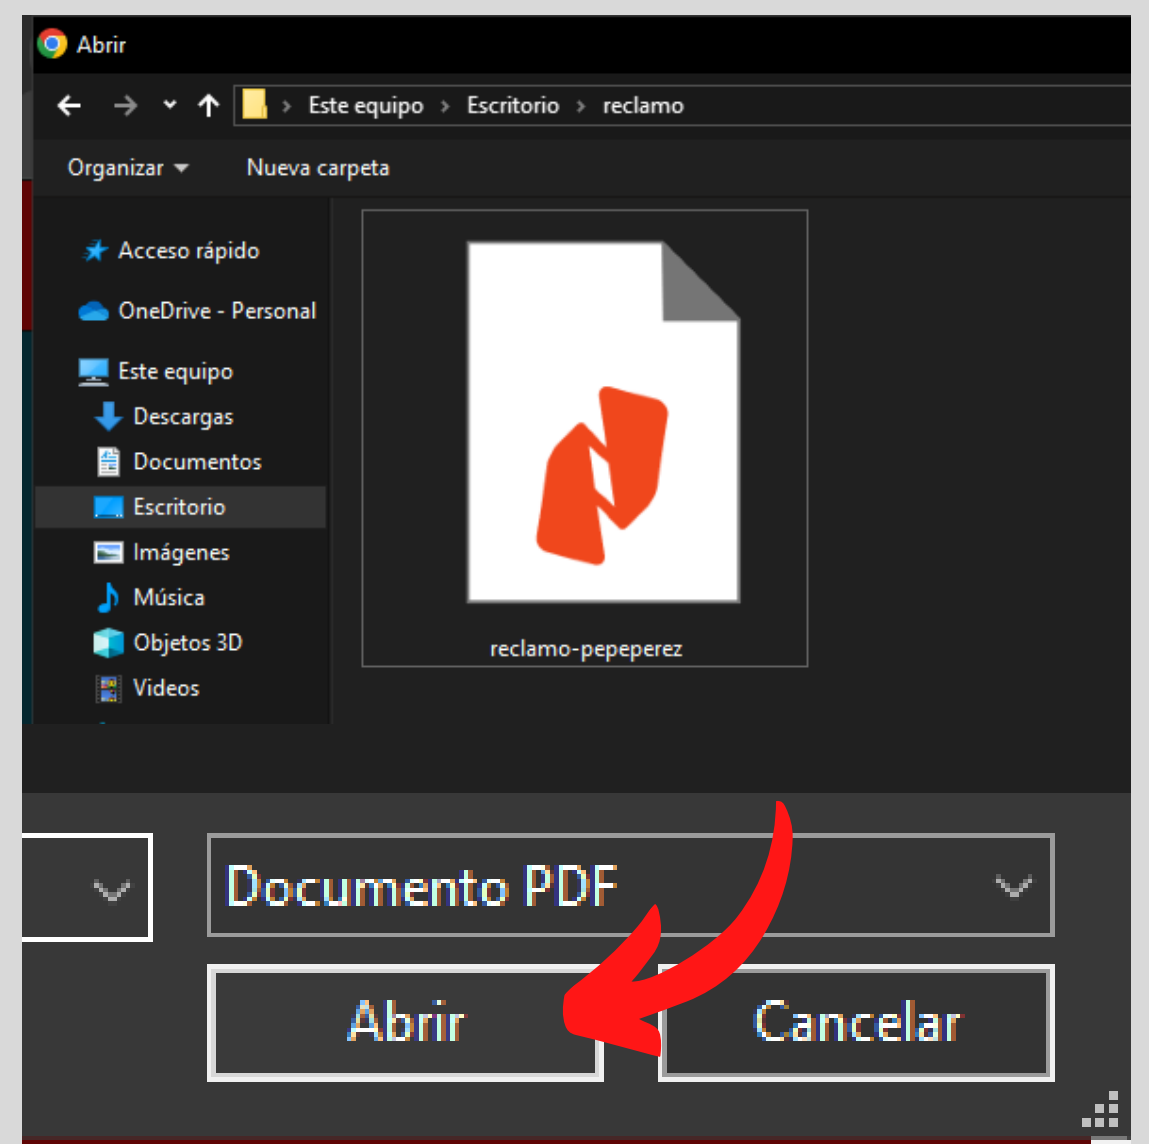 Abrir
Este equipo > Escritorio > reclamo
Organizar Nueva carpeta
Acceso rápido
OneDrive - Personal
Este equipo
Descargas
Documentos
Escritorio
Imágenes
Música
Objetos 3D
Videos
reclamo-pepeperez
Documento PDF
Abrir Cancelar